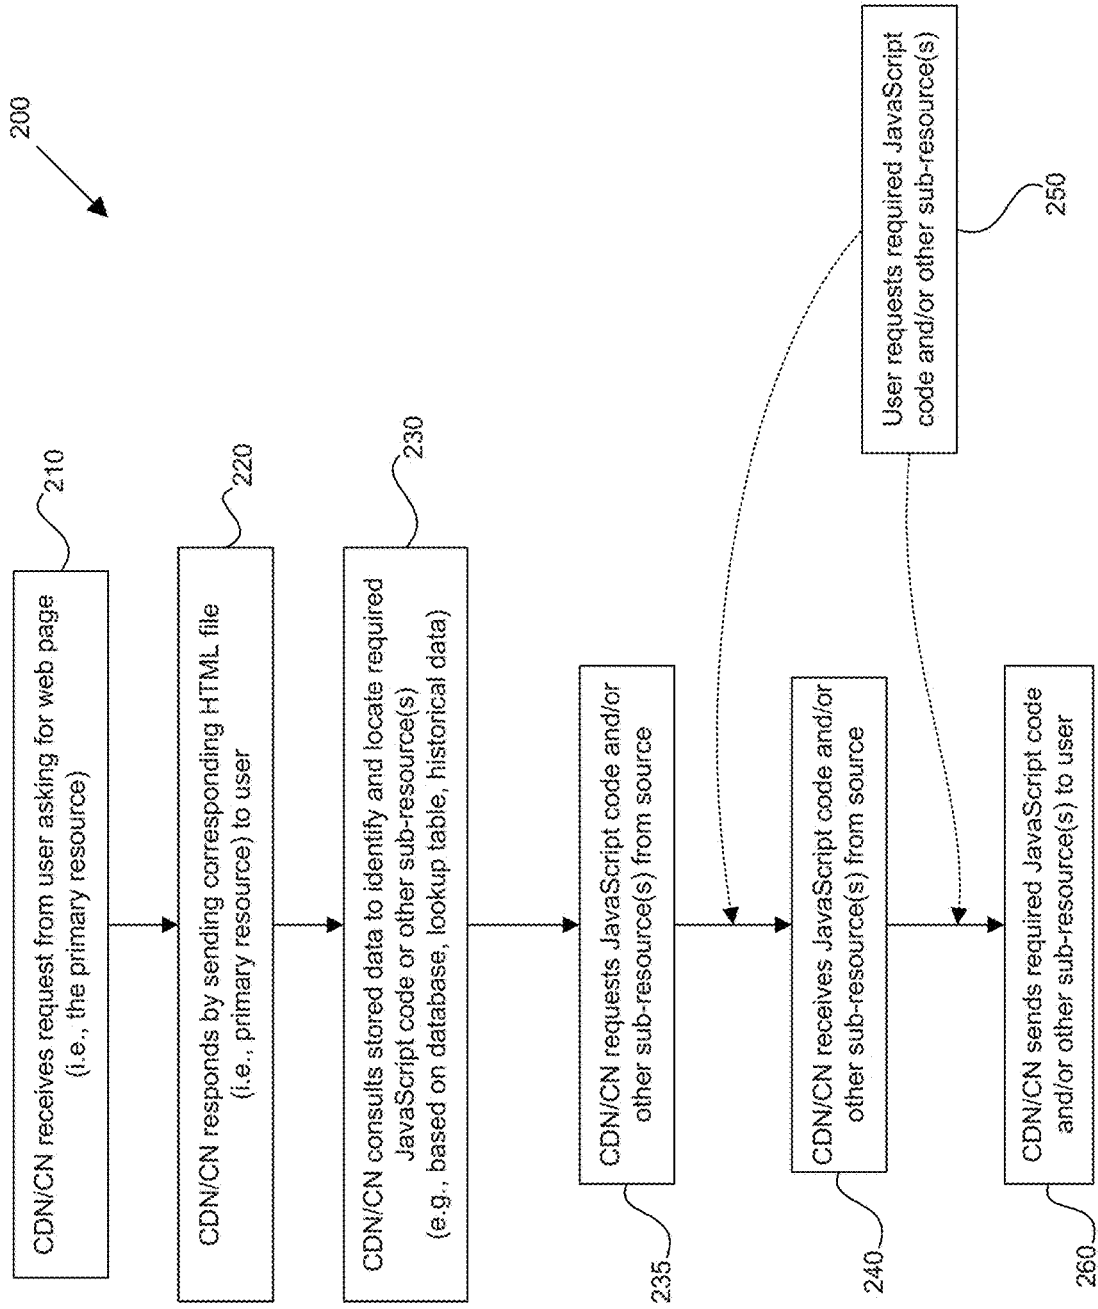 200
CDN/CN receives request from user asking for web page
(i.e., the primary resource)
210
CDN/CN responds by sending corresponding HTML file
(i.e., primary resource) to user
220
CDN/CN consults stored data to identify and locate required
JavaScript code or other sub-resource(s)
(e.g., based on database, lookup table, historical data)
230
CDN/CN requests JavaScript code and/or
other sub-resource(s) from source
235
CDN/CN receives JavaScript code and/or
other sub-resource(s) from source
240
User requests required JavaScript
code and/or other sub-resource(s)
250
CDN/CN sends required JavaScript code
and/or other sub-resource(s) to user
260